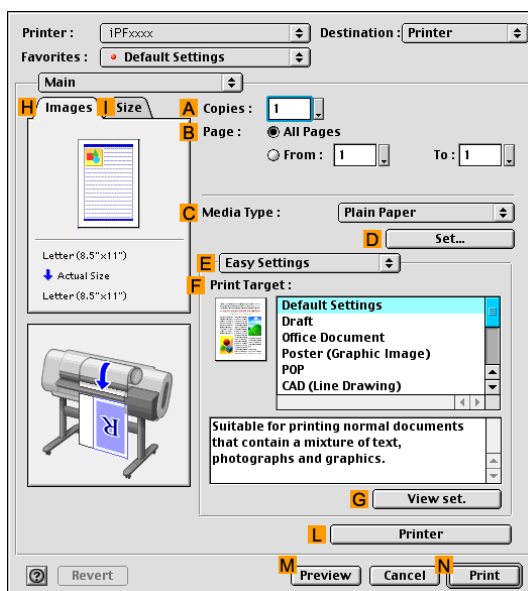 Printer : iPFxxxx Destination : Printer
Favorites : Default Settings
Main
H Images I Size
A Copies : 1
B Page : All Pages
From : 1 To : 1
C Media Type : Plain Paper
D Set...
Letter (8.5"x11")
Actual Size
Letter (8.5"x11")
E Easy Settings
F Print Target :
Default Settings
Draft
Office Document
Poster (Graphic Image)
POP
CAD (Line Drawing)
R
Suitable for printing normal documents
that contain a mixture of text,
photographs and graphics.
G View set.
L Printer
? Revert M Preview Cancel N Print